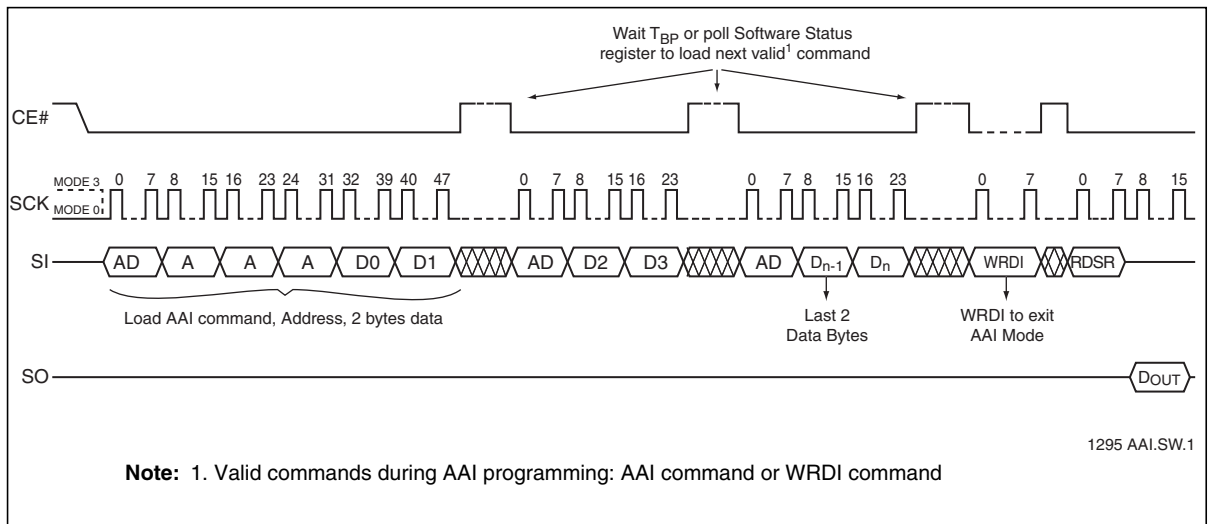 Wait TBP or poll Software Status
register to load next valid1 command
CE#
MODE 3
MODE 0
SCK
0 7 8 15 16 23 24 31 32 39 40 47 0 7 8 15 16 23 0 7 8 15 16 23 0 7 0 7 8 15
SI AD A A A D0 D1 AD D2 D3 AD Dn-1 Dn WRDI RDSR
Load AAI command, Address, 2 bytes data
Last 2
Data Bytes
WRDI to exit
AAI Mode
SO DOUT
1295 AAI.SW.1
Note: 1. Valid commands during AAI programming: AAI command or WRDI command